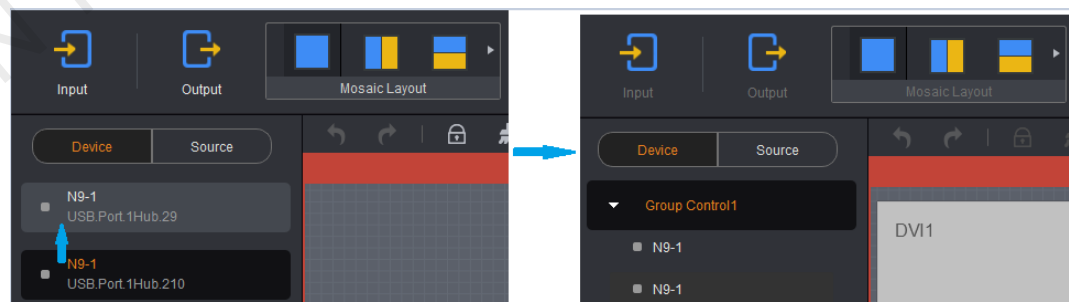 Input
Output
Mosaic Layout
Device
Source
N9-1
USB.Port.1Hub.29
N9-1
USB.Port.1Hub.210
Input
Output
Mosaic Layout
Device
Source
Group Control1
N9-1
N9-1
DVI1